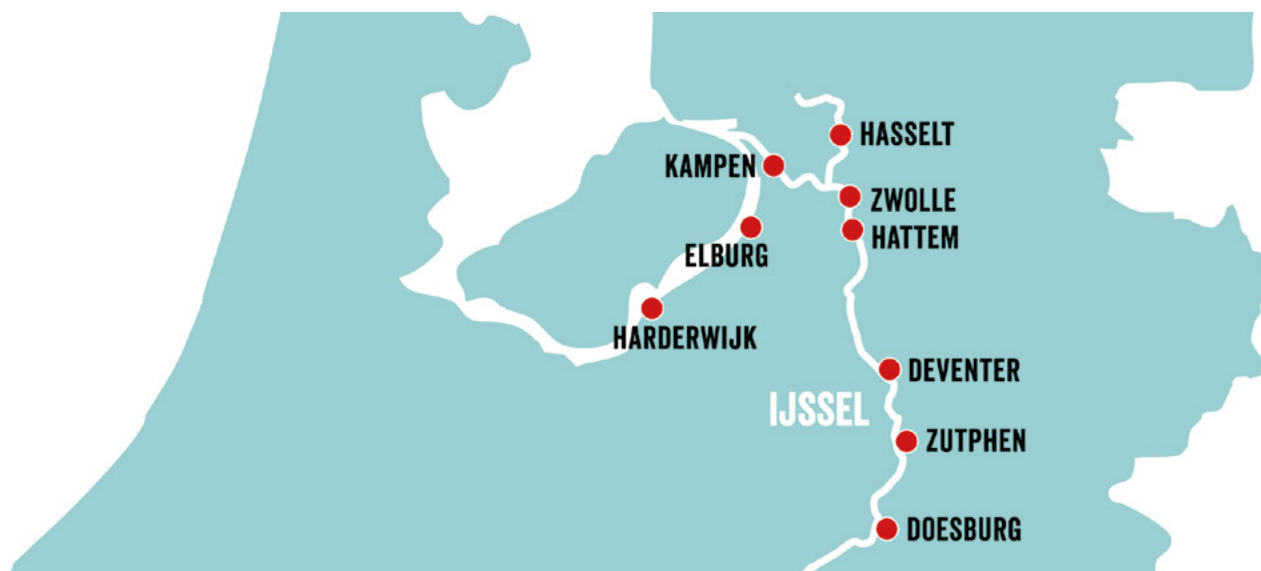 HASSELT
KAMPEN
ZWOLLE
HATTEM
ELBURG
HARDERWIJK
DEVENTER
IJSSEL
ZUTPHEN
DOESBURG